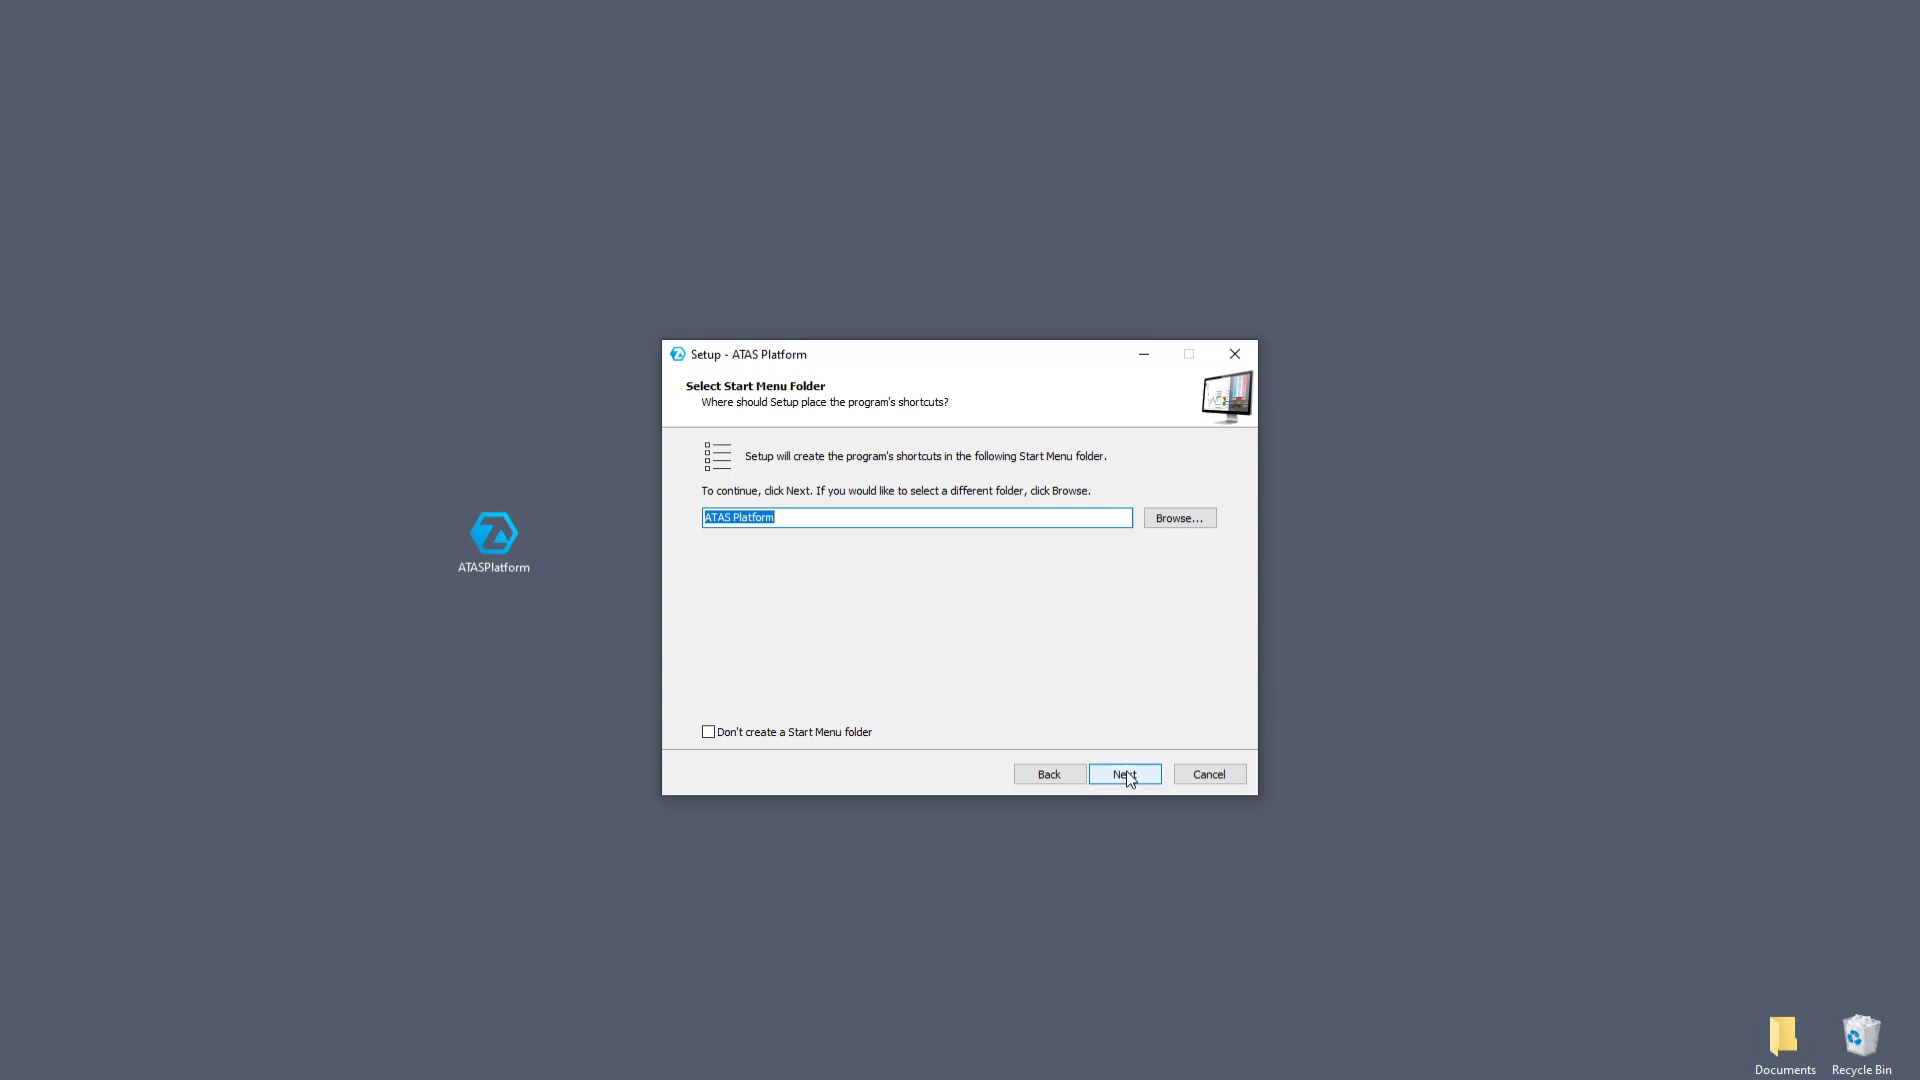 Setup - ATAS Platform
Select Start Menu Folder
Where should Setup place the program's shortcuts?
Setup will create the program's shortcuts in the following Start Menu folder.
To continue, click Next. If you would like to select a different folder, click Browse.
ATAS Platform
Browse...
ATASPlatform
Don't create a Start Menu folder
Back
Next
Cancel
Documents
Recycle Bin